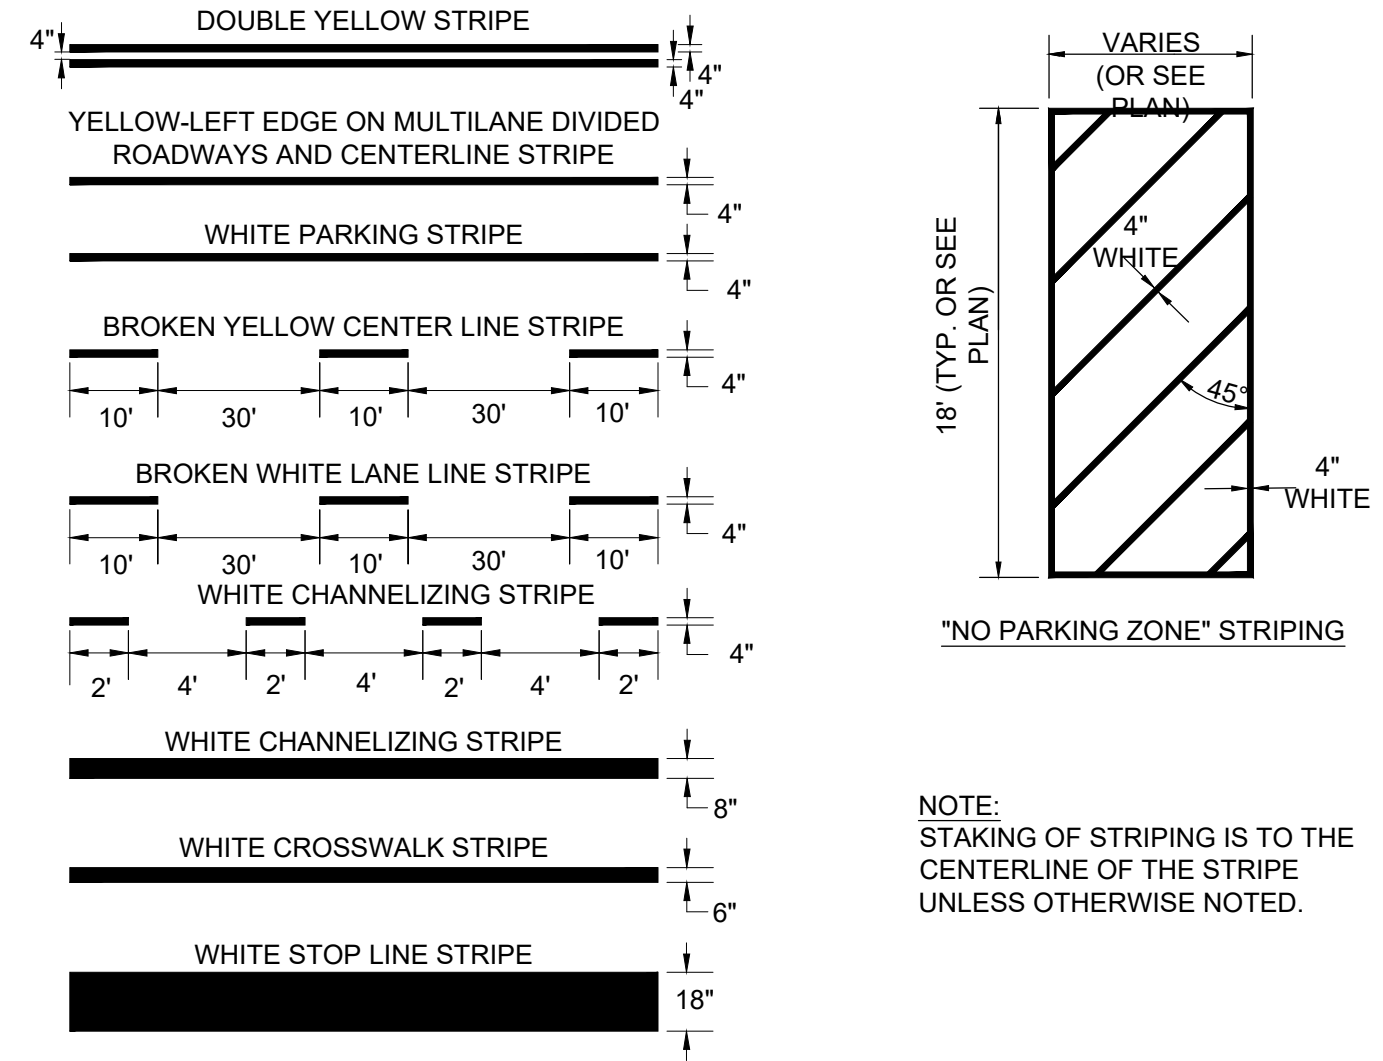 DOUBLE YELLOW STRIPE
4"
4"
4"
YELLOW-LEFT EDGE ON MULTILANE DIVIDED
ROADWAYS AND CENTERLINE STRIPE
4"
WHITE PARKING STRIPE
4"
BROKEN YELLOW CENTER LINE STRIPE
4"
10' 30' 10' 30' 10'
BROKEN WHITE LANE LINE STRIPE
4"
10' 30' 10' 30' 10'
WHITE CHANNELIZING STRIPE
4"
2' 4' 2' 4' 2' 4' 2'
WHITE CHANNELIZING STRIPE
8"
WHITE CROSSWALK STRIPE
6"
WHITE STOP LINE STRIPE
18"
VARIES
(OR SEE
PLAN)
18' (TYP. OR SEE
PLAN)
4"
WHITE
45°
4"
WHITE
"NO PARKING ZONE" STRIPING
NOTE:
STAKING OF STRIPING IS TO THE
CENTERLINE OF THE STRIPE
UNLESS OTHERWISE NOTED.